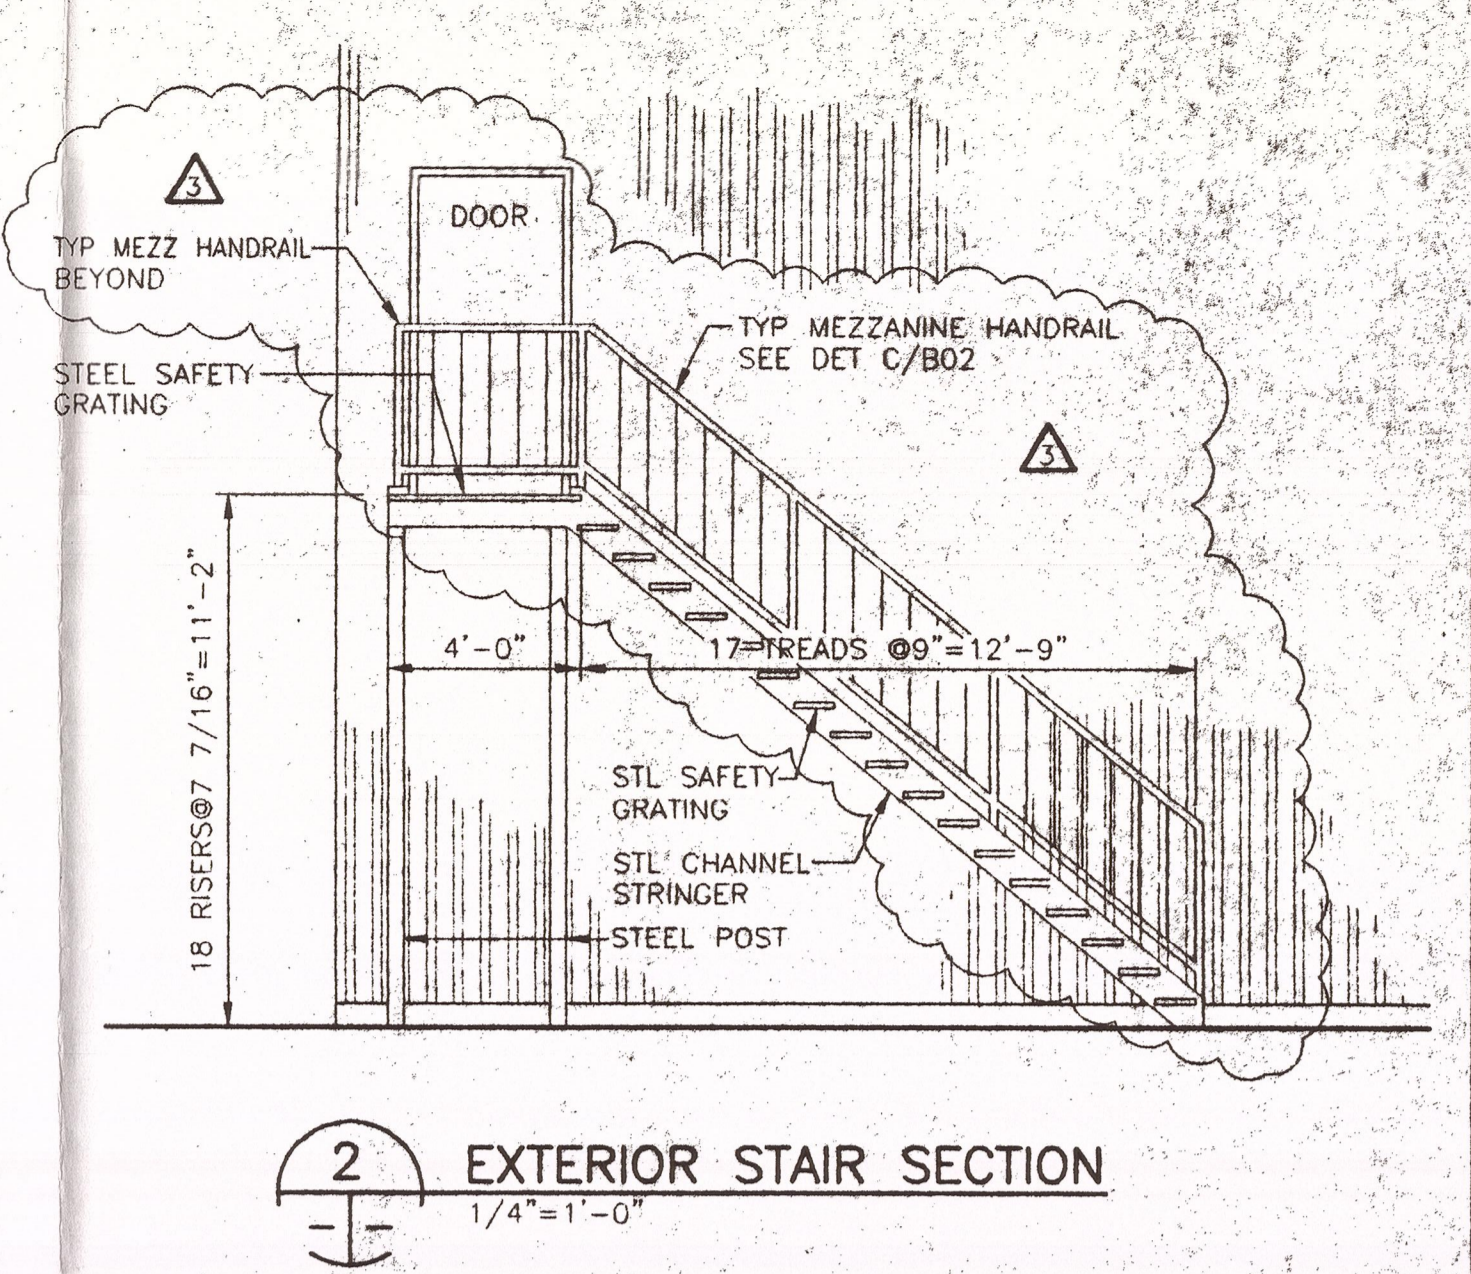 3
DOOR
TYP MEZZ HANDRAIL
BEYOND
TYP MEZZANINE HANDRAIL
SEE DET C/B02
STEEL SAFETY
GRATING
3
18 RISERS@7 7/16"=11'-2"
4'-0"
17 TREADS @9"=12'-9"
STL SAFETY
GRATING
STL CHANNEL
STRINGER
STEEL POST
2
EXTERIOR STAIR SECTION
1/4"=1'-0"